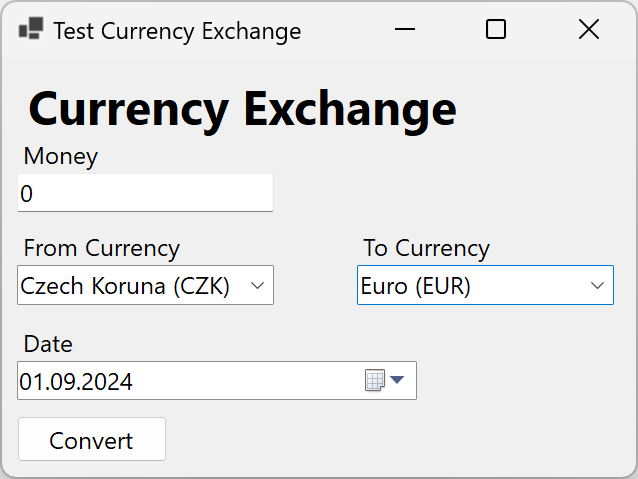 Test Currency Exchange
Currency Exchange
Money
0
From Currency To Currency
Czech Koruna (CZK) Euro (EUR)
Date
01.09.2024
Convert